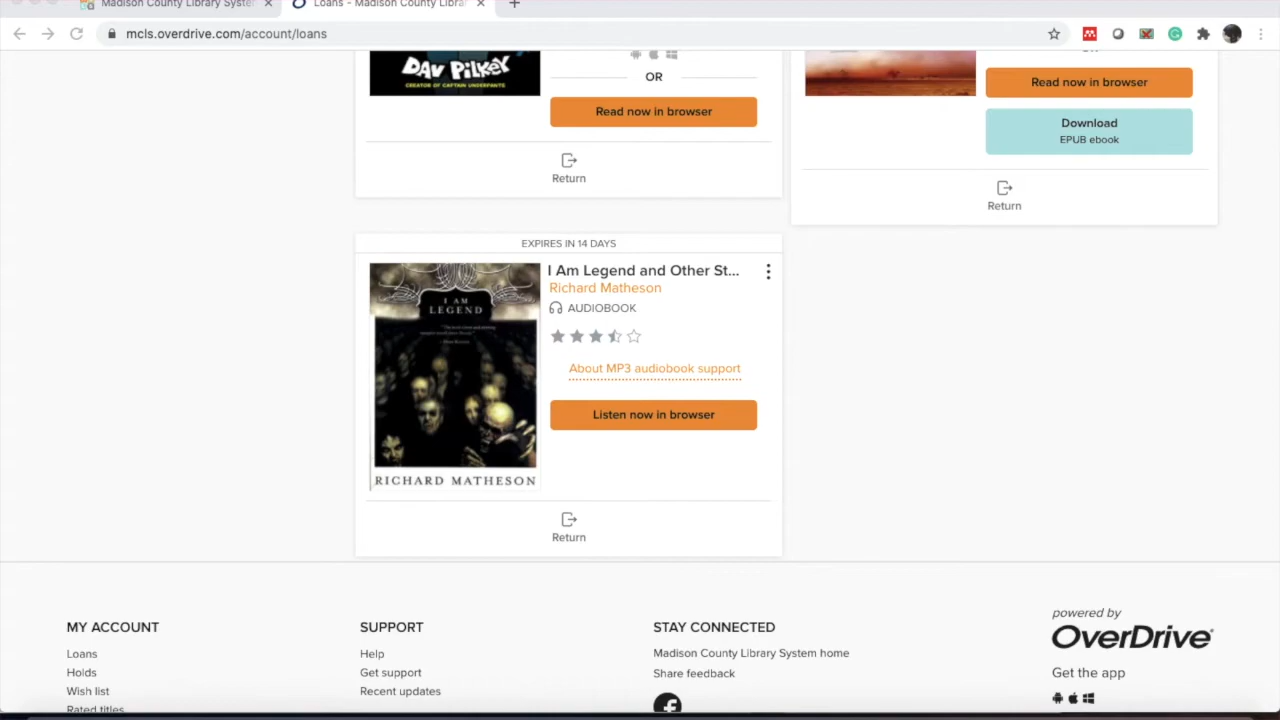 Madison County Library System
Loans - Madison County Librar
mcls.overdrive.com/account/loans
DAV PILKEY
CREATOR OF CAPTAIN UNDERPANTS
OR
Read now in browser
Return
Read now in browser
Download
EPUB ebook
Return
EXPIRES IN 14 DAYS
I AM
LEGEND
RICHARD MATHESON
I Am Legend and Other St...
Richard Matheson
AUDIOBOOK
About MP3 audiobook support
Listen now in browser
Return
MY ACCOUNT
Loans
Holds
Wish list
Rated titles
SUPPORT
Help
Get support
Recent updates
STAY CONNECTED
Madison County Library System home
Share feedback
powered by
OverDrive
Get the app